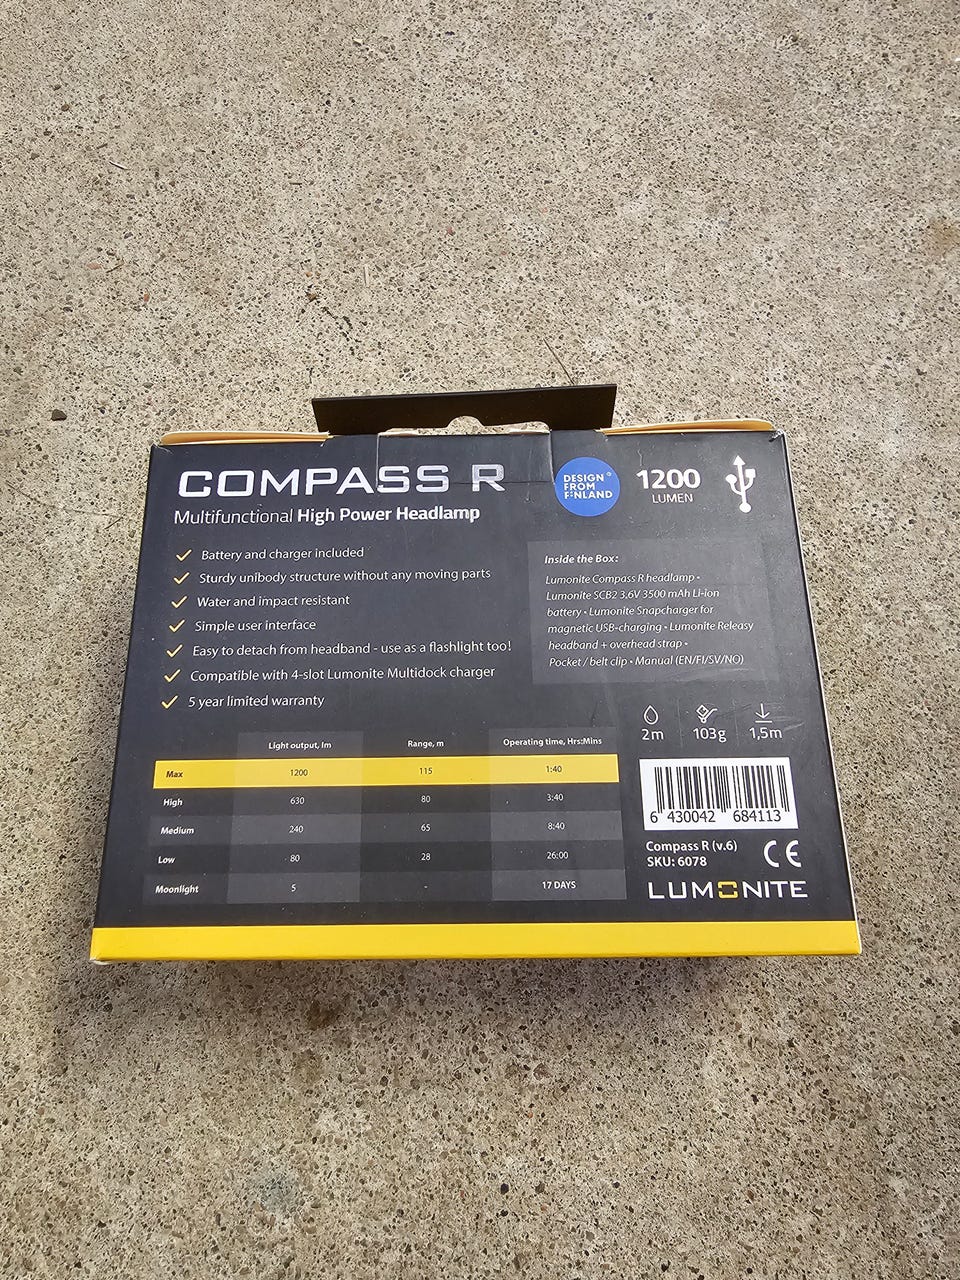 COMPASS R
Multifunctional High Power Headlamp
DESIGN
FROM
FINLAND
1200
LUMEN
Battery and charger included
Sturdy unibody structure without any moving parts
Water and impact resistant
Simple user interface
Easy to detach from headband - use as a flashlight too!
Compatible with 4-slot Lumonite Multidock charger
5 year limited warranty
Inside the Box:
Lumonite Compass R headlamp •
Lumonite SCB2 3.6V 3500 mAh Li-ion
battery • Lumonite Snapcharger for
magnetic USB-charging • Lumonite Releasy
headband + overhead strap •
Pocket / belt clip • Manual (EN/FI/SV/NO)
2m 103g 1,5m
Light output, lm Range, m Operating time, Hrs:Mins
Max 1200 115 1:40
High 630 80 3:40
Medium 240 65 8:40
Low 80 28 26:00
Moonlight 5 - 17 DAYS
6 430042 684113
Compass R (v.6)
SKU: 6078
CE
LUMONITE